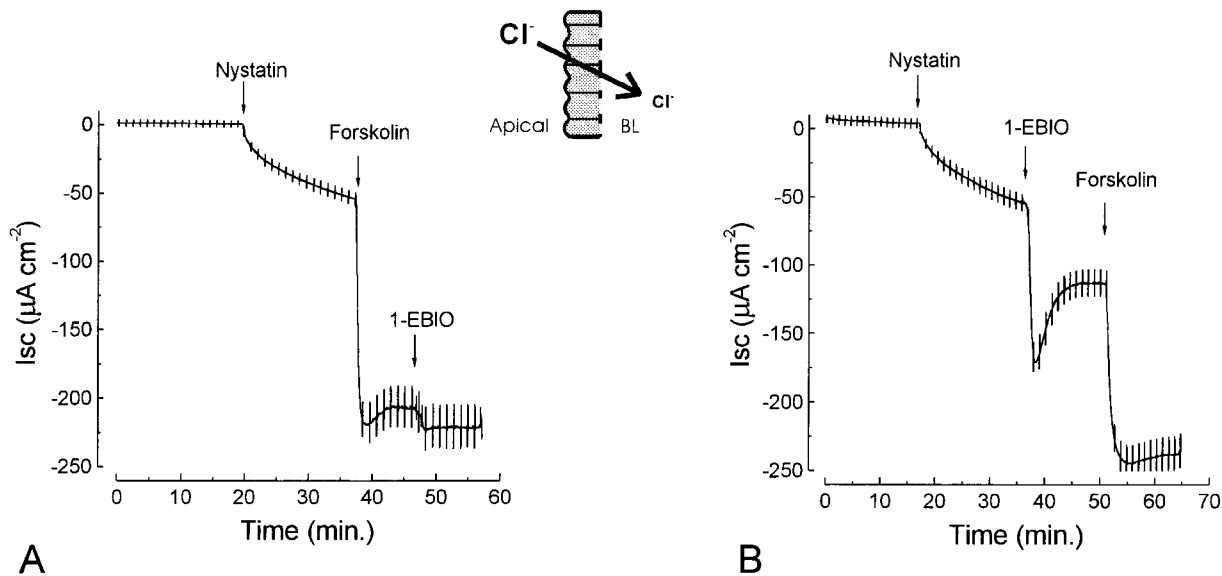 Nystatin
Forskolin
1-EBIO
0
-50
-100
-150
-200
-250
Isc (µA cm⁻²)
0 10 20 30 40 50 60
Time (min.)
A
Cl⁻
Cl⁻
Apical
BL
Nystatin
1-EBIO
Forskolin
0
-50
-100
-150
-200
-250
Isc (µA cm⁻²)
0 10 20 30 40 50 60 70
Time (min.)
B